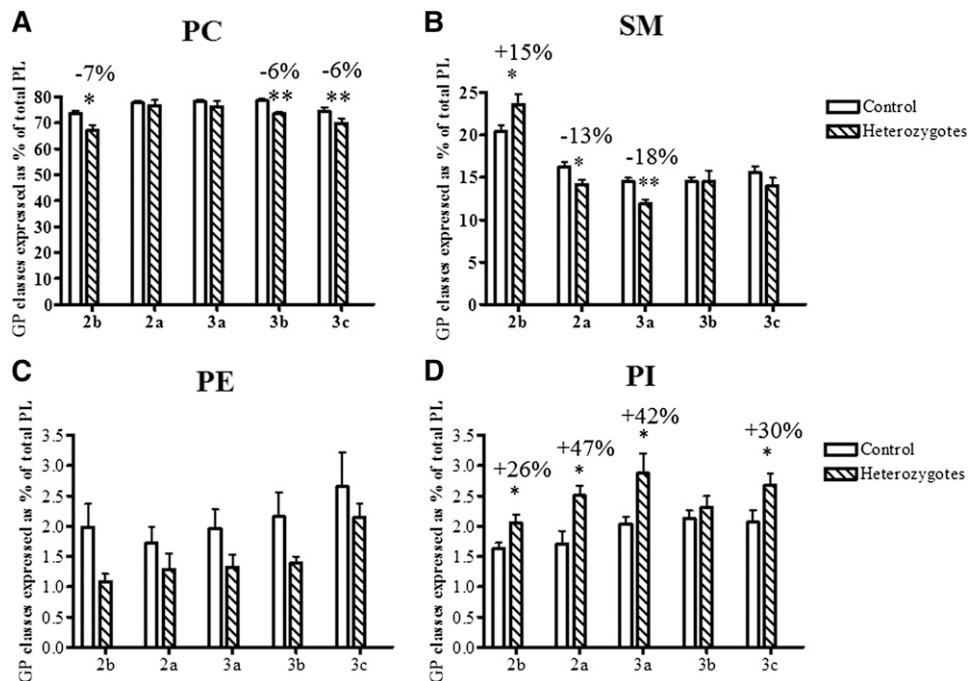 A
PC
GP classes expressed as % of total PL
-7%
-6%
-6%
*
**
**
80
70
60
50
40
30
20
10
0
2b
2a
3a
3b
3c
B
SM
GP classes expressed as % of total PL
+15%
*
-13%
*
-18%
**
25
20
15
10
5
0
2b
2a
3a
3b
3c
Control
Heterozygotes
C
PE
GP classes expressed as % of total PL
3.5
3.0
2.5
2.0
1.5
1.0
0.5
0.0
2b
2a
3a
3b
3c
D
PI
GP classes expressed as % of total PL
+26%
*
+47%
*
+42%
*
+30%
*
3.5
3.0
2.5
2.0
1.5
1.0
0.5
0.0
2b
2a
3a
3b
3c
Control
Heterozygotes